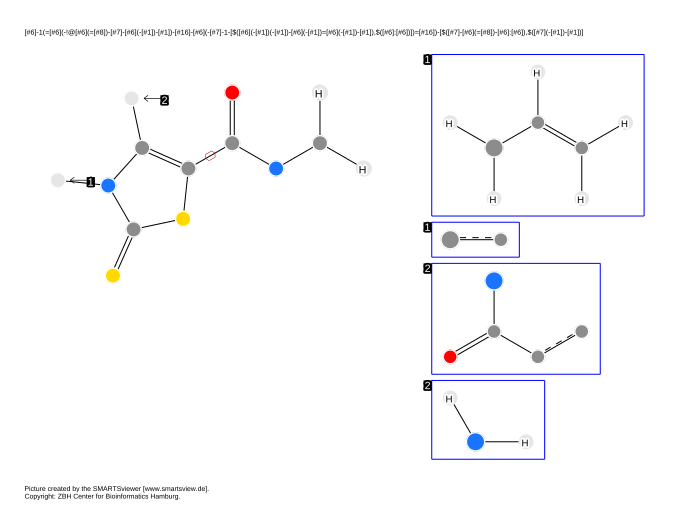 [#6]-1(=[#6](-!@[#6](=[#8])-[#7]-[#6](-[#1])-[#1])-[#16]-[#6](-[#7]-1-[$([#6](-[#1])(-[#1])-[#6](-[#1])=[#6](-[#1])-[#1]),$([#6]:[#6])])=[#16])-[$([#7]-[#6](=[#8])-[#6]:[#6]),$([#7](-[#1])-[#1])]
1
H
2
H
H
H
1
H
H
H
1
2
2
H
H
Picture created by the SMARTSviewer [www.smartsview.de].
Copyright: ZBH Center for Bioinformatics Hamburg.